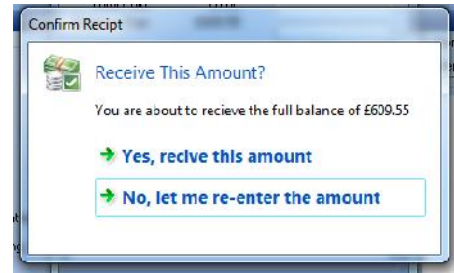 Confirm Recipt
Receive This Amount?
You are about to recieve the full balance of £609.55
Yes, recive this amount
No, let me re-enter the amount